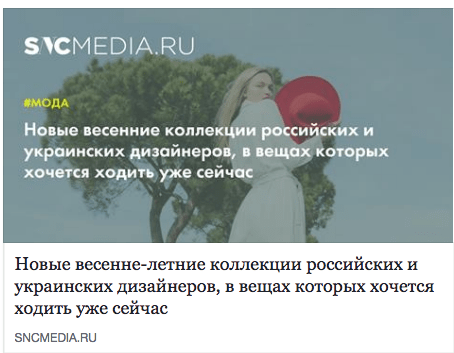 SNCMEDIA.RU
#МОДА
Новые весенние коллекции российских и
украинских дизайнеров, в вещах которых
хочется ходить уже сейчас
Новые весенне-летние коллекции российских и
украинских дизайнеров, в вещах которых хочется
ходить уже сейчас
SNCMEDIA.RU